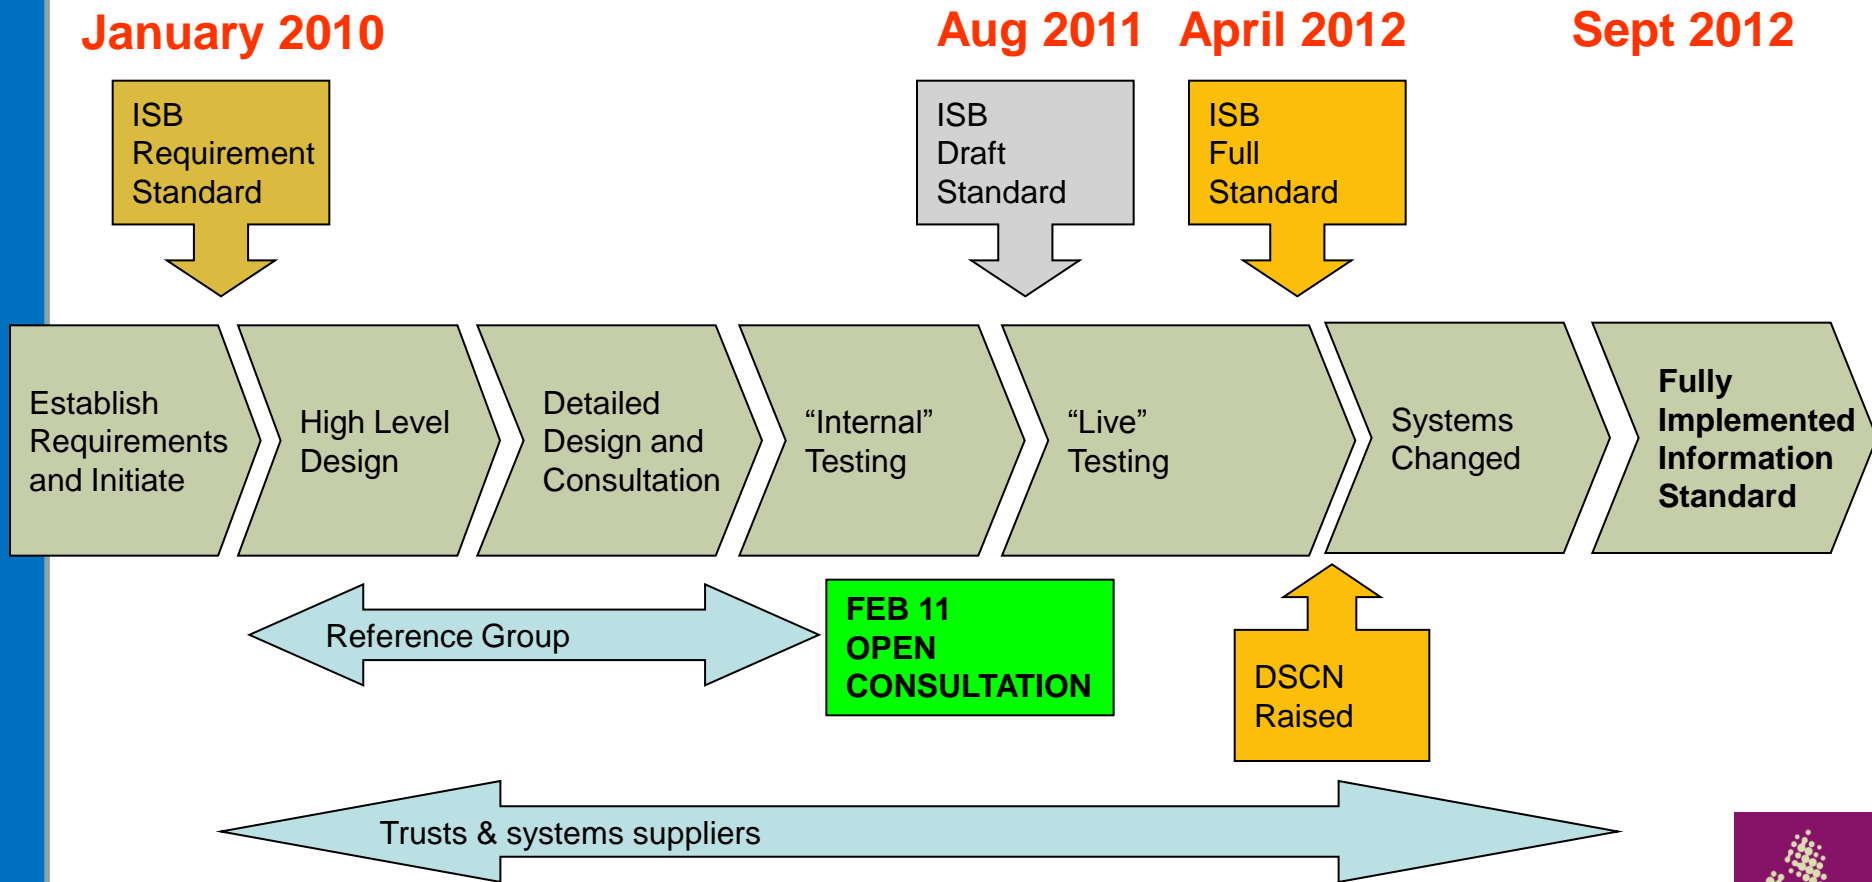 January 2010
Aug 2011
April 2012
Sept 2012
ISB
Requirement
Standard
ISB
Draft
Standard
ISB
Full
Standard
Establish
Requirements
and Initiate
High Level
Design
Detailed
Design and
Consultation
“Internal”
Testing
“Live”
Testing
Systems
Changed
Fully
Implemented
Information
Standard
Reference Group
FEB 11
OPEN
CONSULTATION
DSCN
Raised
Trusts & systems suppliers